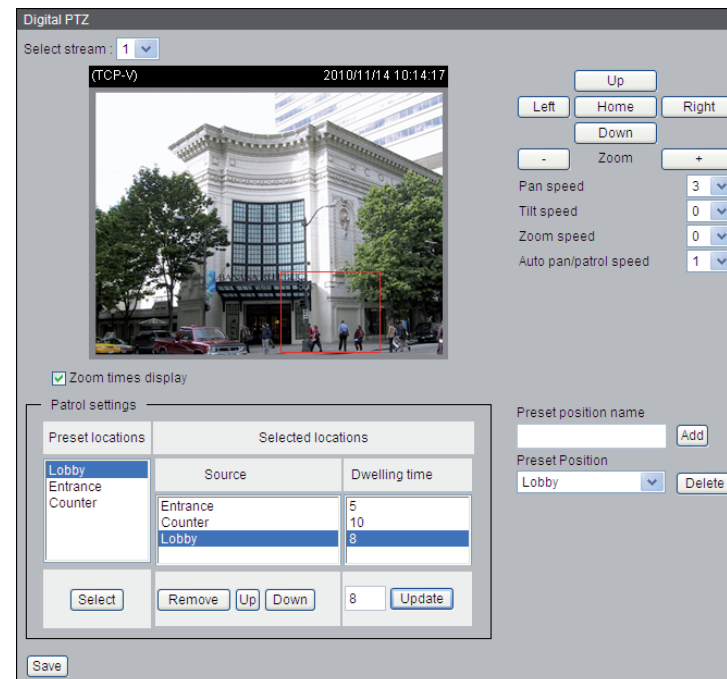 Digital PTZ
Select stream : 1
(TCP-V) 2010/11/14 10:14:17
Up
Left Home Right
Down
- Zoom +
Pan speed 3
Tilt speed 0
Zoom speed 0
Auto pan/patrol speed 1
BANANA REPUBLIC
Zoom times display
Patrol settings
Preset locations Selected locations
Lobby
Entrance
Counter
Source Dwelling time
Entrance 5
Counter 10
Lobby 8
Select Remove Up Down 8 Update
Preset position name
Add
Preset Position
Lobby Delete
Save